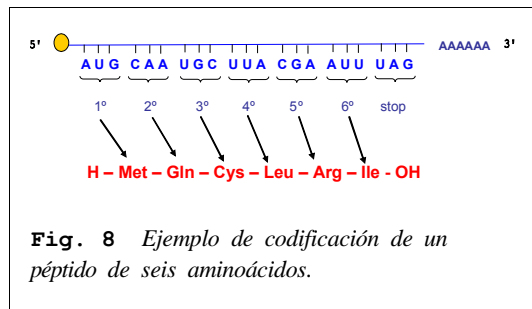 5' AAAAAA 3'
AUG CAA UGC UUA CGA AUU UAG
1º 2º 3º 4º 5º 6º stop
H – Met – Gln – Cys – Leu – Arg – Ile - OH
Fig. 8 Ejemplo de codificación de un
péptido de seis aminoácidos.